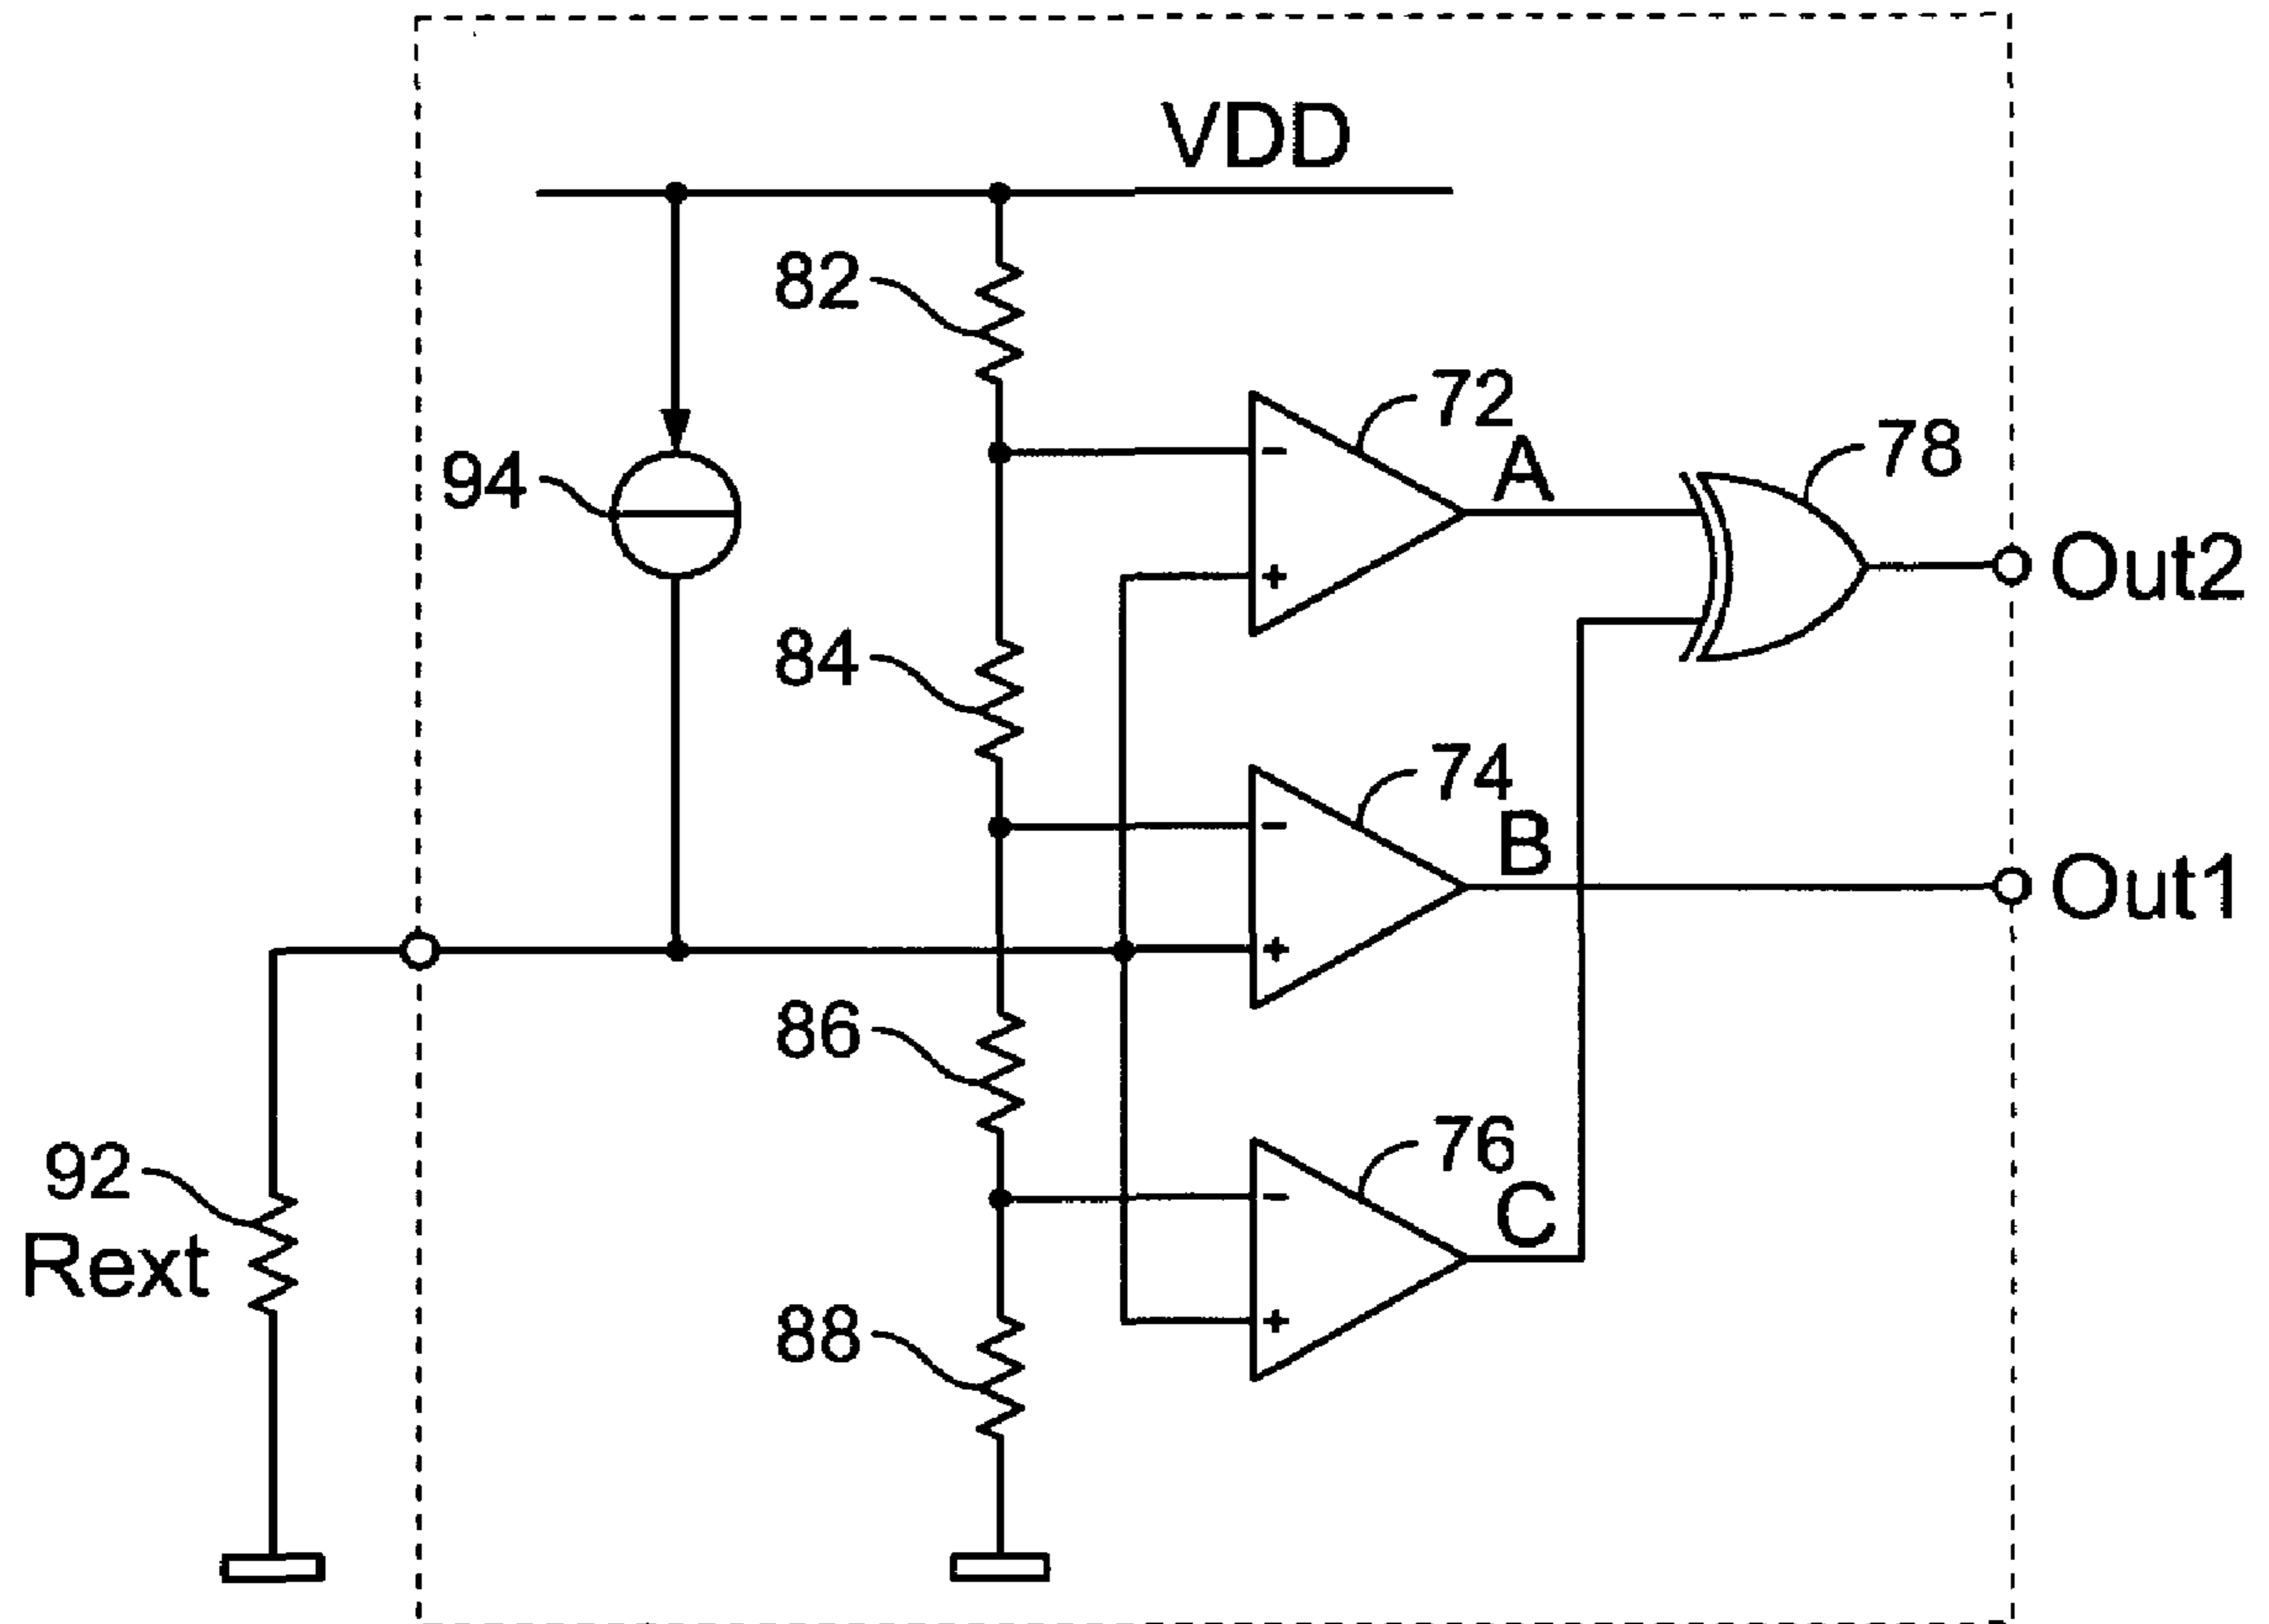 VDD
82
72
A
78
94
Out2
84
74
B
Out1
86
76
C
92
Rext
88
- + - + - +